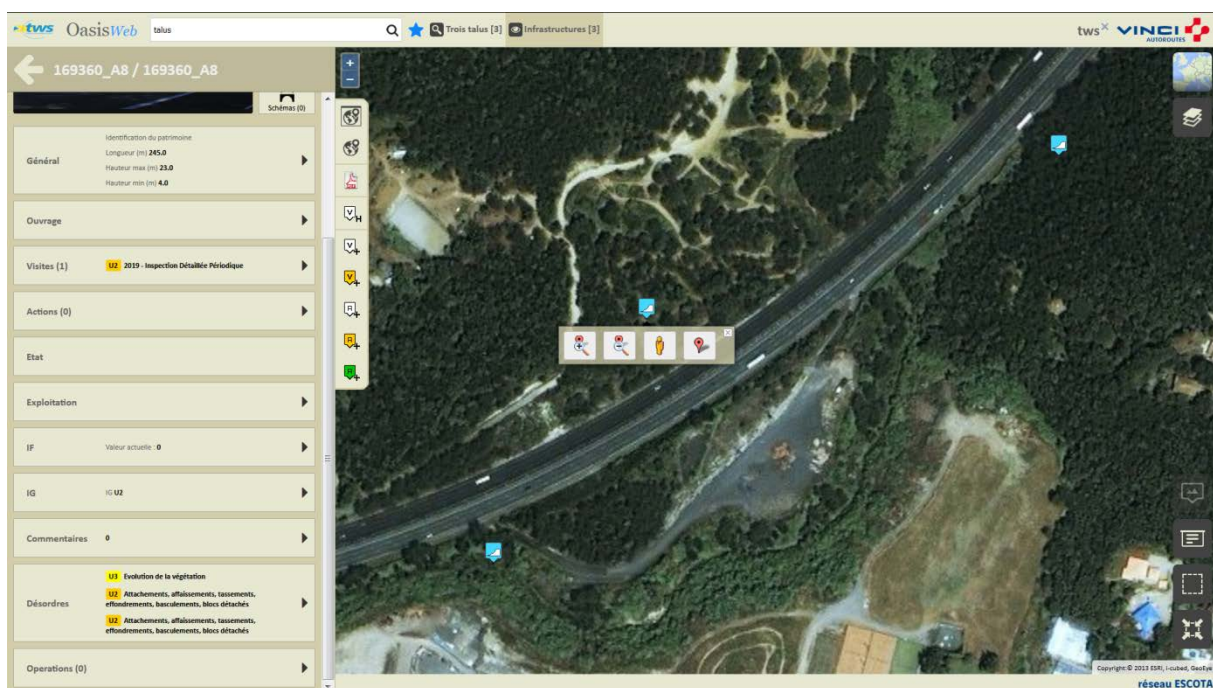 tws OasisWeb talus Trois talus [3] Infrastructures [3] tws× VINCI
AUTOROUTES
169360_A8 / 169360_A8
+
−
Schémas (0)
Général
Identification du patrimoine
Longueur (m) 245.0
Hauteur max (m) 23.0
Hauteur min (m) 4.0
Ouvrage
Visites (1) U2 2019 - Inspection Détaillée Périodique
Actions (0)
Etat
Exploitation
IF Valeur actuelle : 0
IG IG U2
Commentaires 0
Désordres
U3 Evolution de la végétation
U2 Attachements, affaissements, tassements,
effondrements, basculements, blocs détachés
U2 Attachements, affaissements, tassements,
effondrements, basculements, blocs détachés
Operations (0)
V H
V +
V +
A +
A +
A +
Copyright © 2013 ESRI, i-cubed, GeoEye
réseau ESCOTA